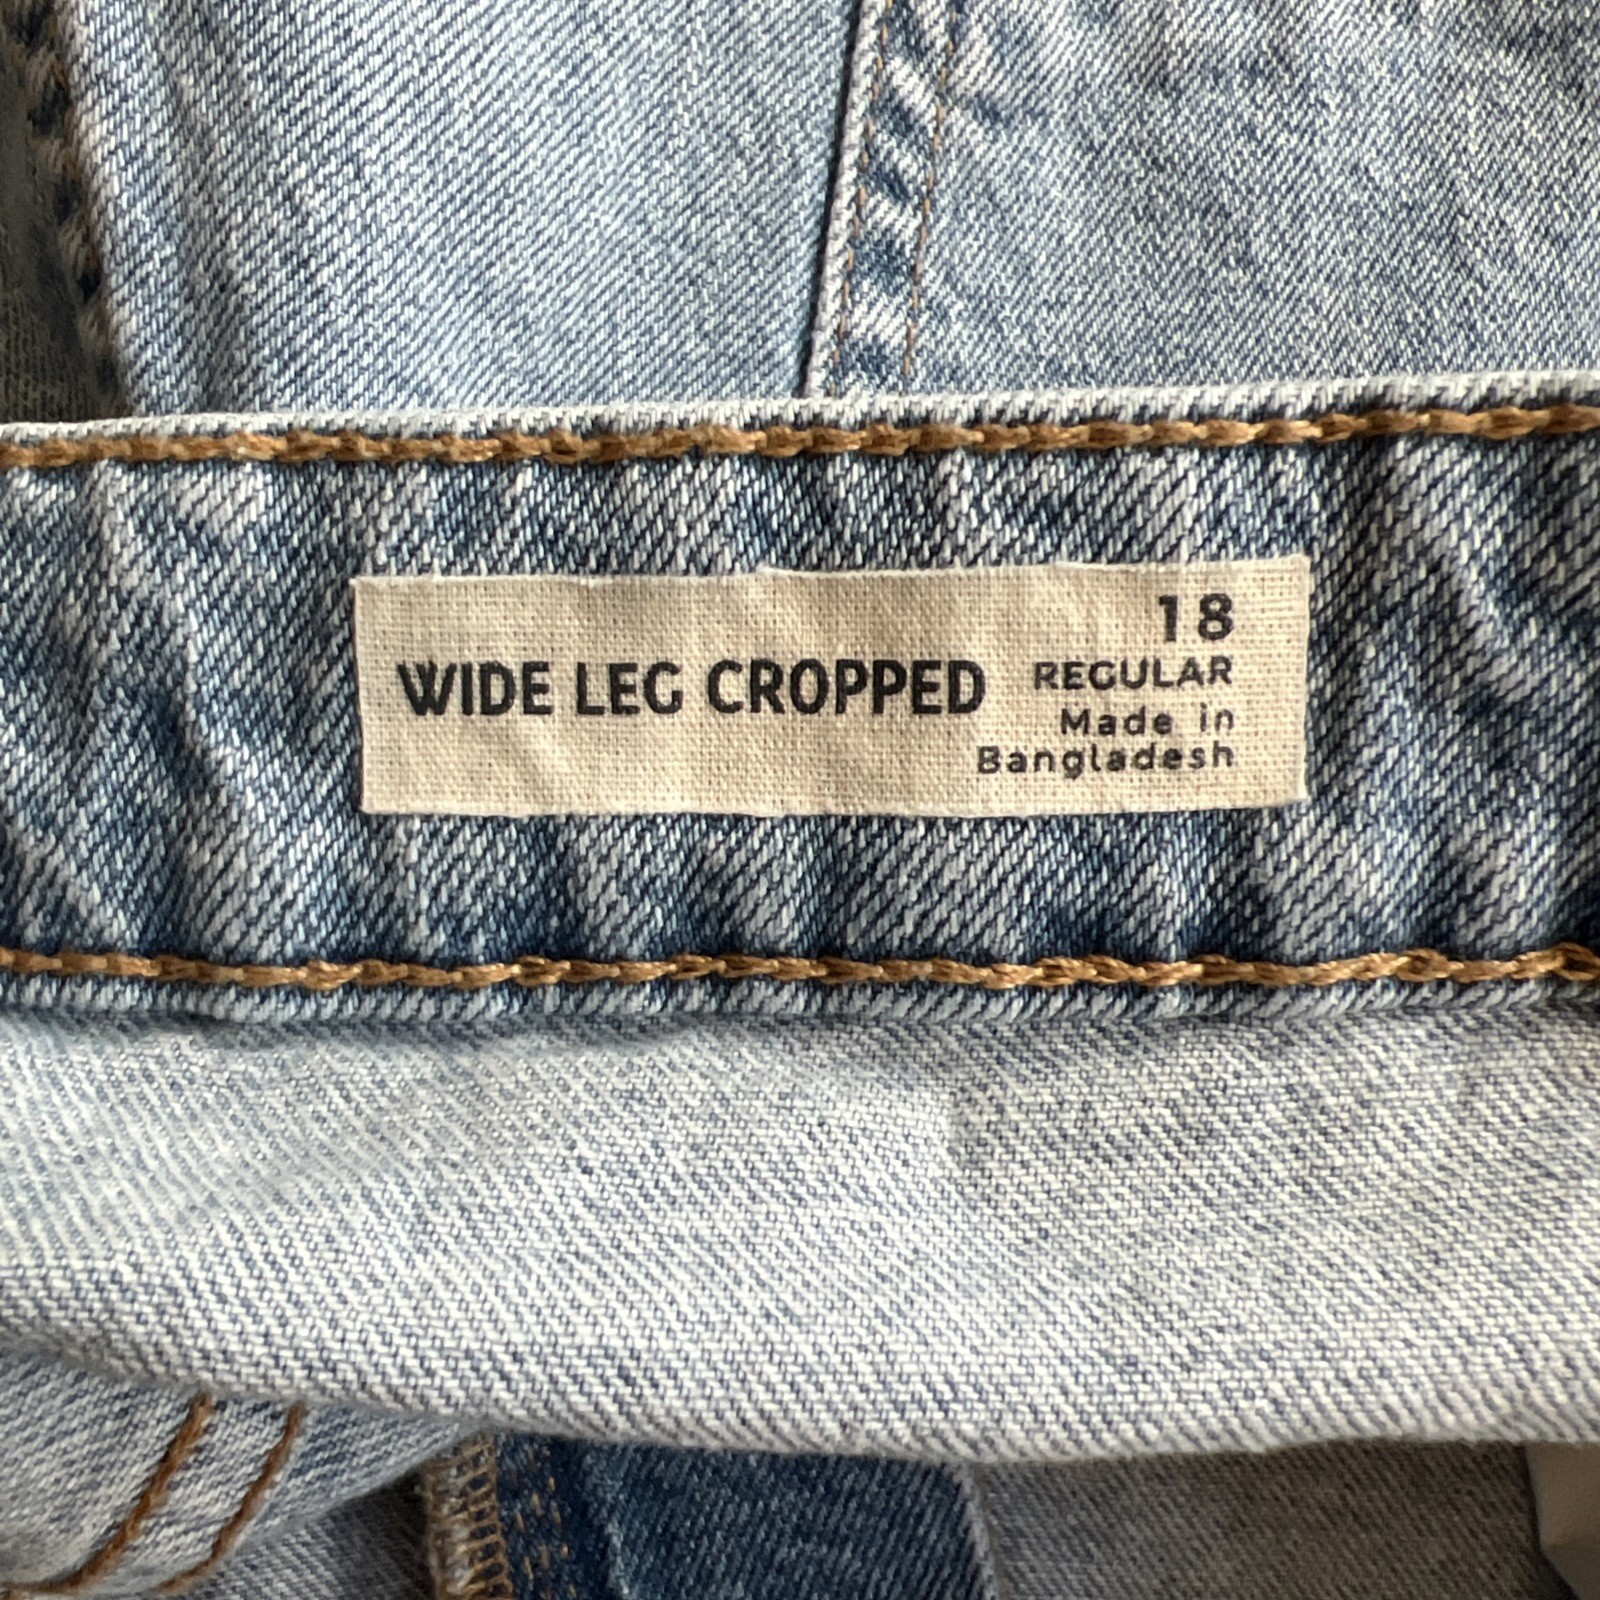 18
WIDE LEG CROPPED
REGULAR
Made in
Bangladesh